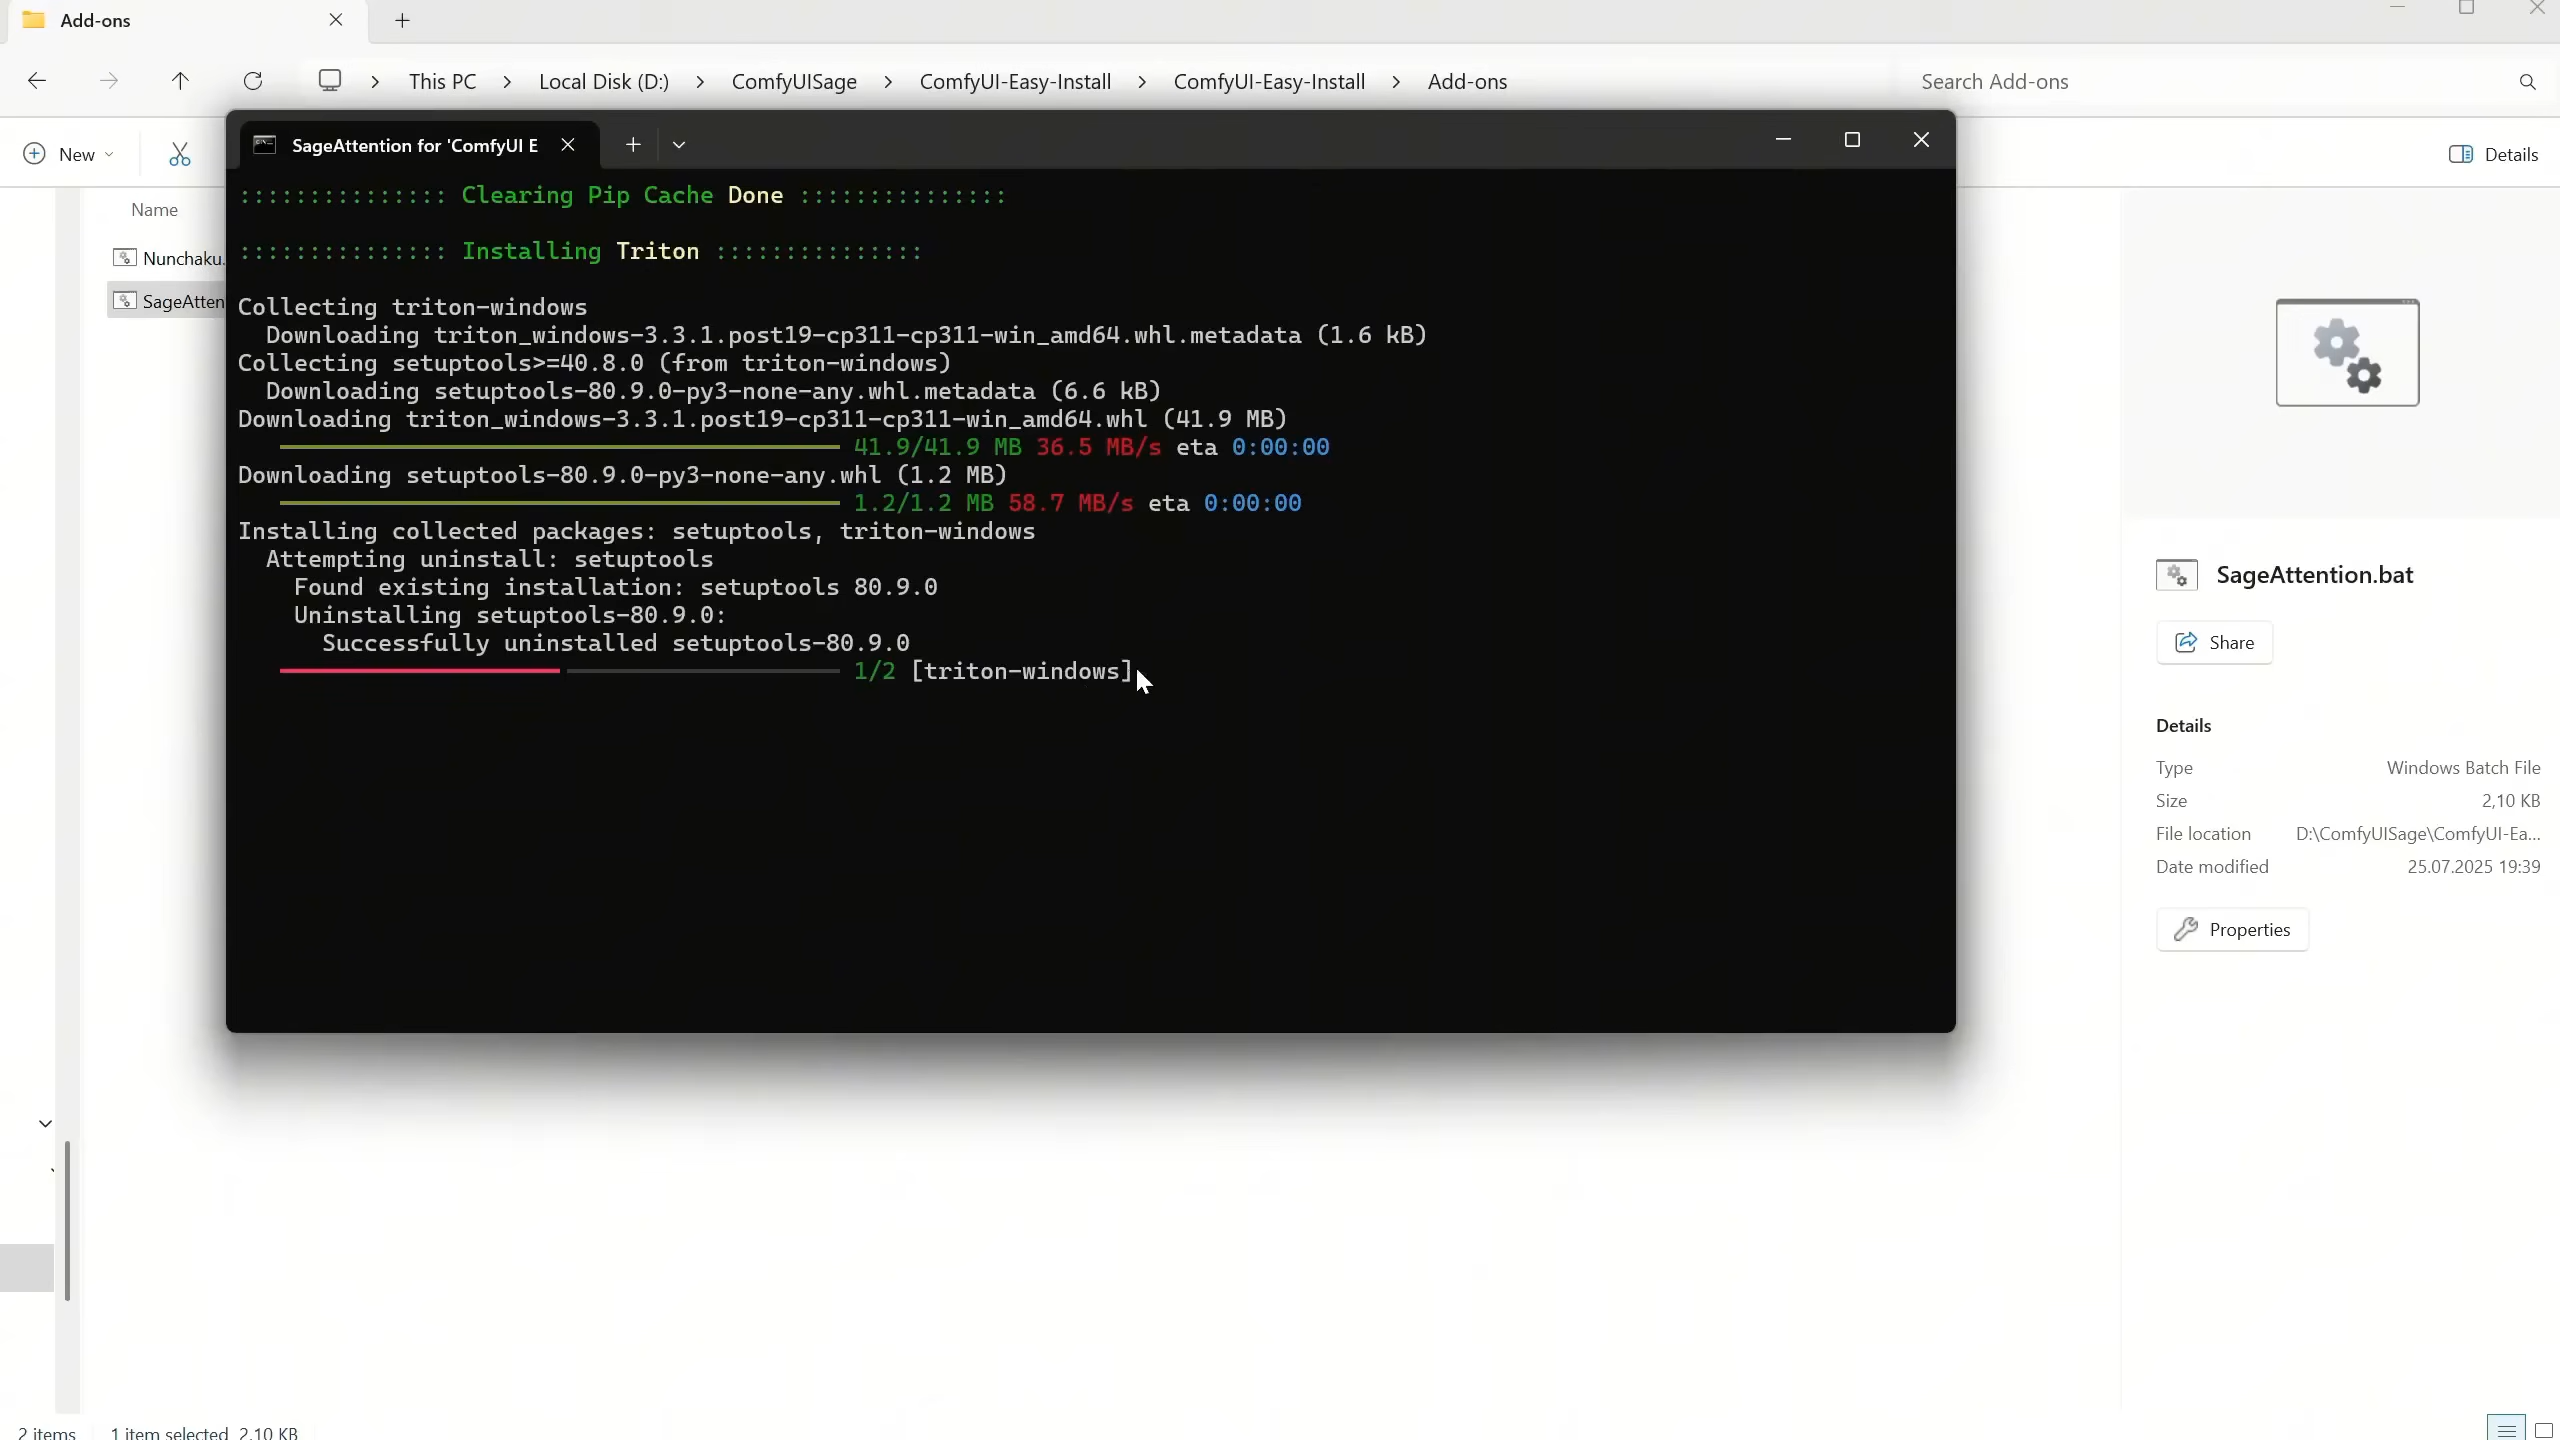 Add-ons
This PC > Local Disk (D:) > ComfyUISage > ComfyUI-Easy-Install > ComfyUI-Easy-Install > Add-ons
Search Add-ons
New
Details
Name
Nunchaku.
SageAtten
SageAttention for 'ComfyUI E
::::::::::::::: Clearing Pip Cache Done :::::::::::::::
::::::::::::::: Installing Triton :::::::::::::::
Collecting triton-windows
Downloading triton_windows-3.3.1.post19-cp311-cp311-win_amd64.whl.metadata (1.6 kB)
Collecting setuptools>=40.8.0 (from triton-windows)
Downloading setuptools-80.9.0-py3-none-any.whl.metadata (6.6 kB)
Downloading triton_windows-3.3.1.post19-cp311-cp311-win_amd64.whl (41.9 MB)
41.9/41.9 MB 36.5 MB/s eta 0:00:00
Downloading setuptools-80.9.0-py3-none-any.whl (1.2 MB)
1.2/1.2 MB 58.7 MB/s eta 0:00:00
Installing collected packages: setuptools, triton-windows
Attempting uninstall: setuptools
Found existing installation: setuptools 80.9.0
Uninstalling setuptools-80.9.0:
Successfully uninstalled setuptools-80.9.0
1/2 [triton-windows]
SageAttention.bat
Share
Details
Type Windows Batch File
Size 2,10 KB
File location D:\ComfyUISage\ComfyUI-Ea...
Date modified 25.07.2025 19:39
Properties
2 items 1 item selected 2,10 KB